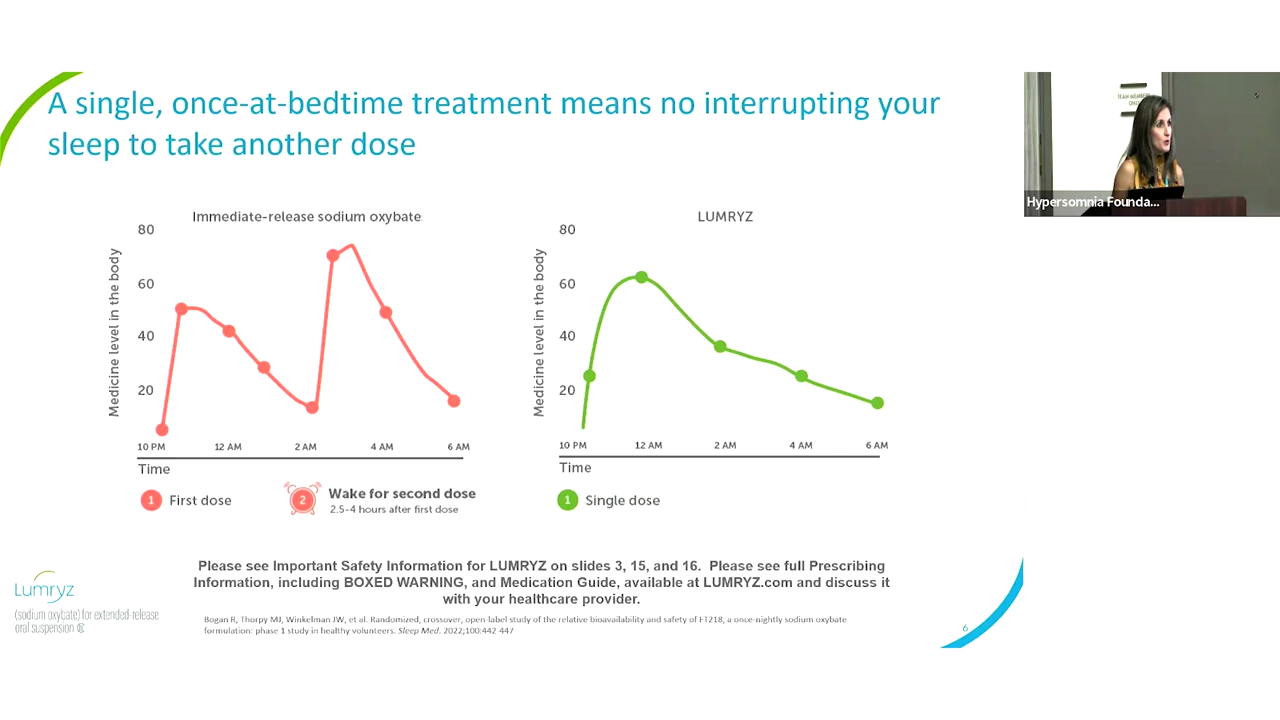 A single, once-at-bedtime treatment means no interrupting your
sleep to take another dose
Immediate-release sodium oxybate
80
60
40
20
Medicine level in the body
10 PM 12 AM 2 AM 4 AM 6 AM
Time
1 First dose
2 Wake for second dose
2.5-4 hours after first dose
LUMRYZ
80
60
40
20
Medicine level in the body
10 PM 12 AM 2 AM 4 AM 6 AM
Time
1 Single dose
Please see Important Safety Information for LUMRYZ on slides 3, 15, and 16. Please see full Prescribing
Information, including BOXED WARNING, and Medication Guide, available at LUMRYZ.com and discuss it
with your healthcare provider.
Bogan R, Thorpy MJ, Winkelman JW, et al. Randomized, crossover, open-label study of the relative bioavailability and safety of FT218, a once-nightly sodium oxybate
formulation: phase 1 study in healthy volunteers. Sleep Med. 2022;100:442-447
Lumryz
(sodium oxybate) for extended-release
oral suspension ®
6
TEAM MEMBERS
ONLY
Hypersomnia Founda...